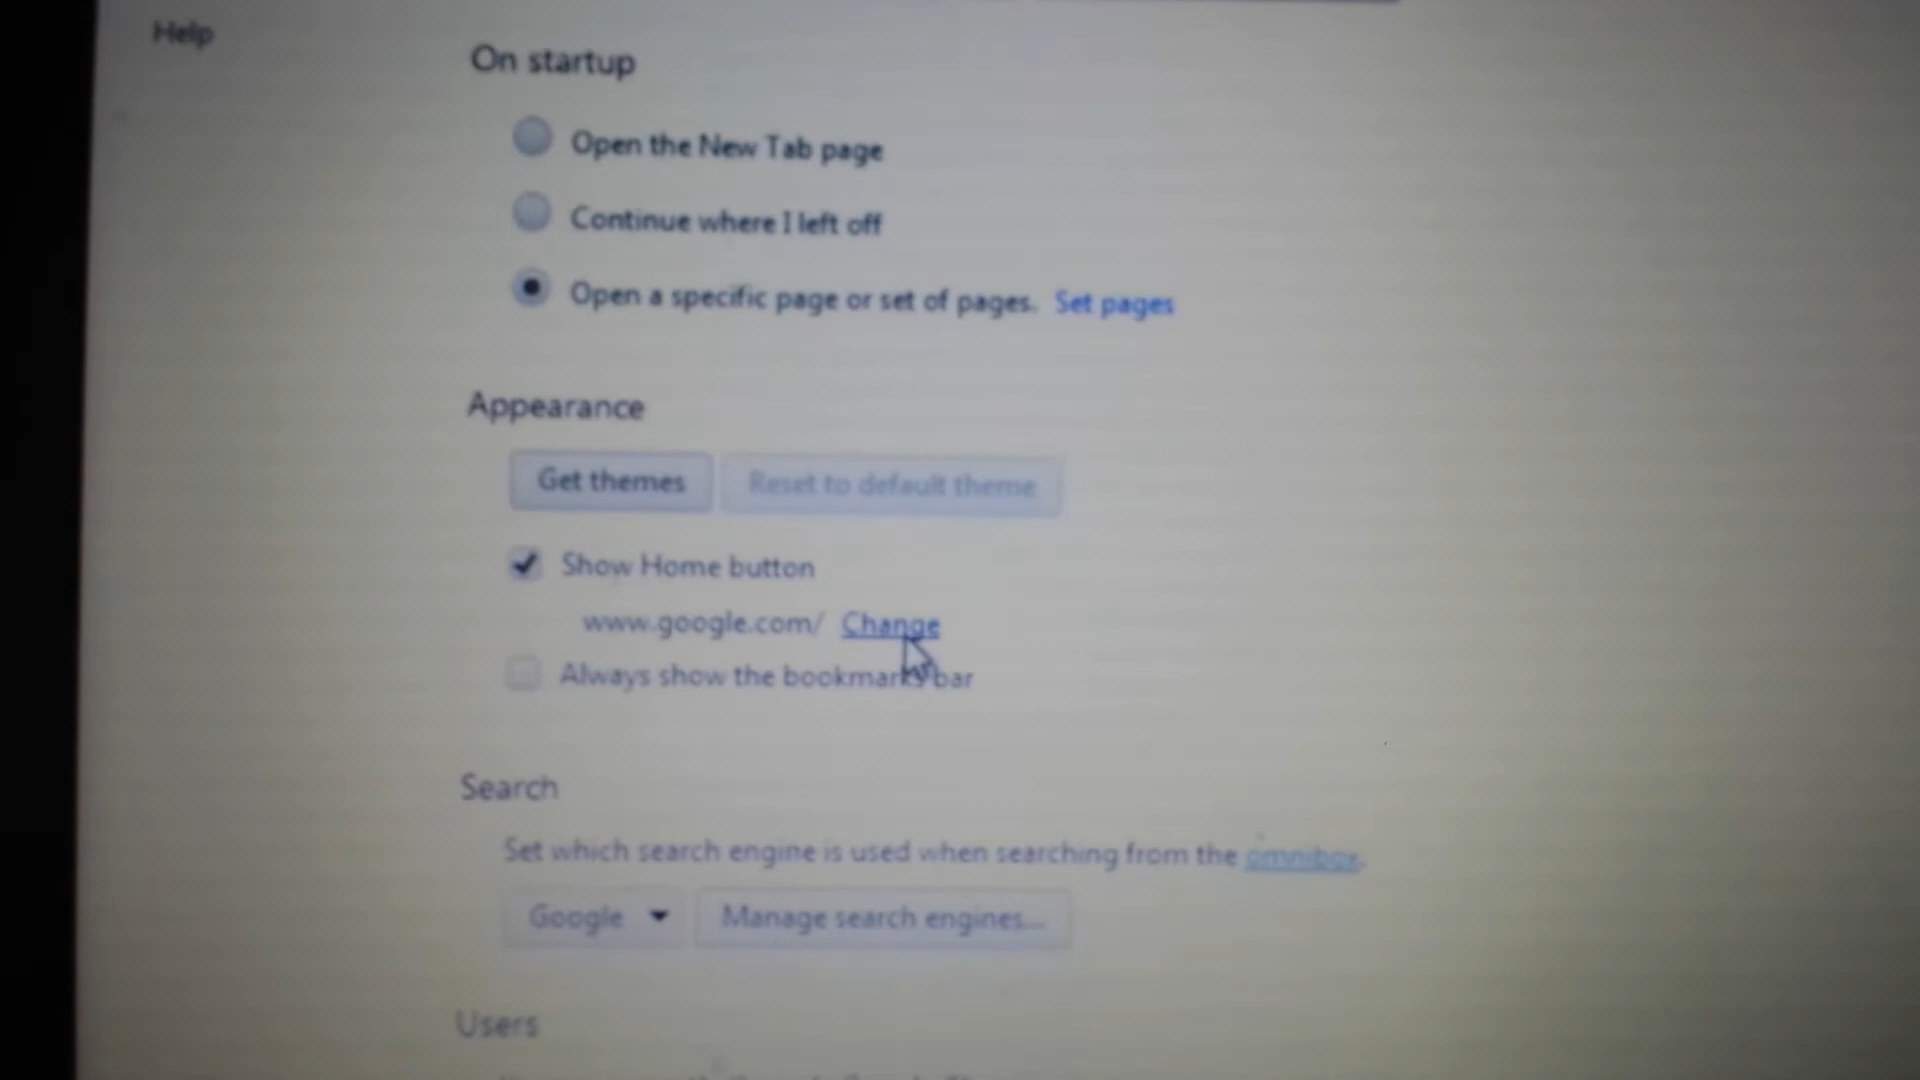 Help
On startup
Open the New Tab page
Continue where I left off
Open a specific page or set of pages. Set pages
Appearance
Get themes Reset to default theme
Show Home button
www.google.com/ Change
Always show the bookmarks bar
Search
Set which search engine is used when searching from the omnibox.
Google Manage search engines...
Users